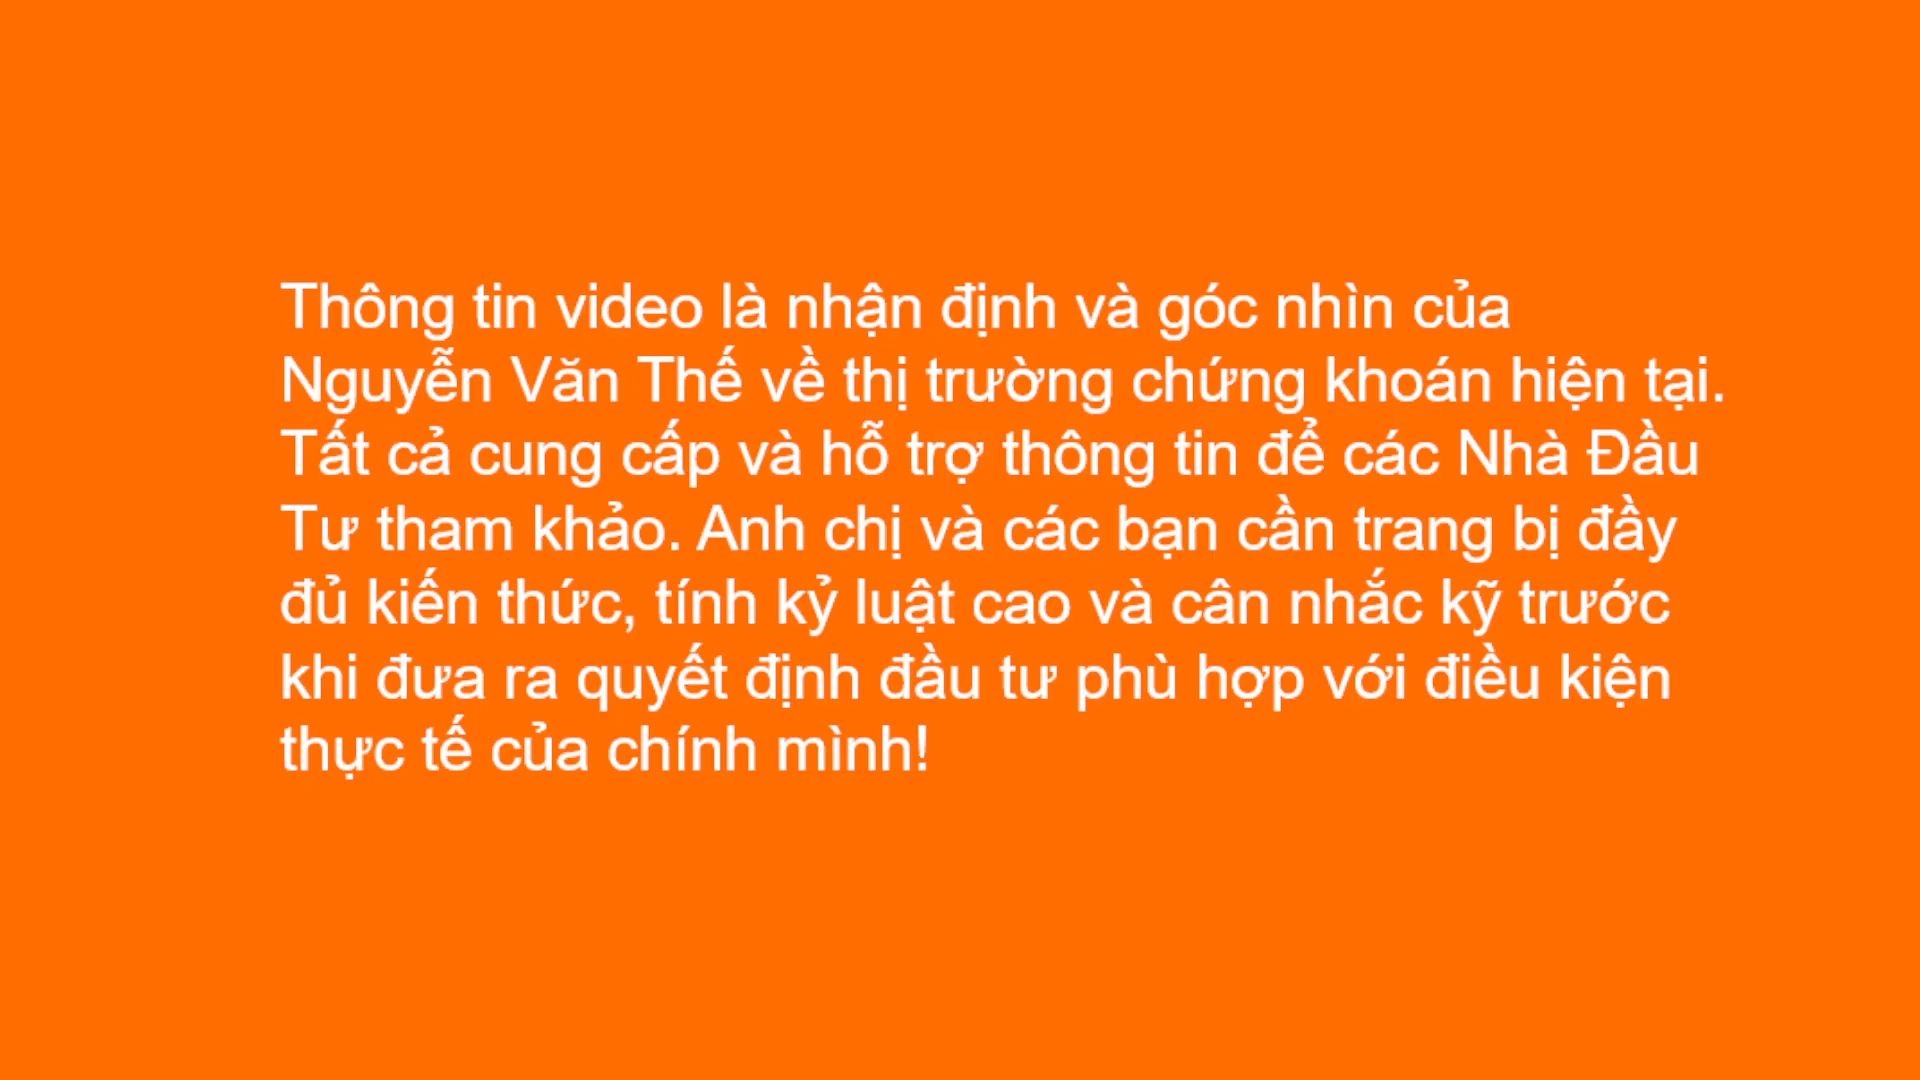 Thông tin video là nhận định và góc nhìn của
Nguyễn Văn Thế về thị trường chứng khoán hiện tại.
Tất cả cung cấp và hỗ trợ thông tin để các Nhà Đầu
Tư tham khảo. Anh chị và các bạn cần trang bị đầy
đủ kiến thức, tính kỷ luật cao và cân nhắc kỹ trước
khi đưa ra quyết định đầu tư phù hợp với điều kiện
thực tế của chính mình!